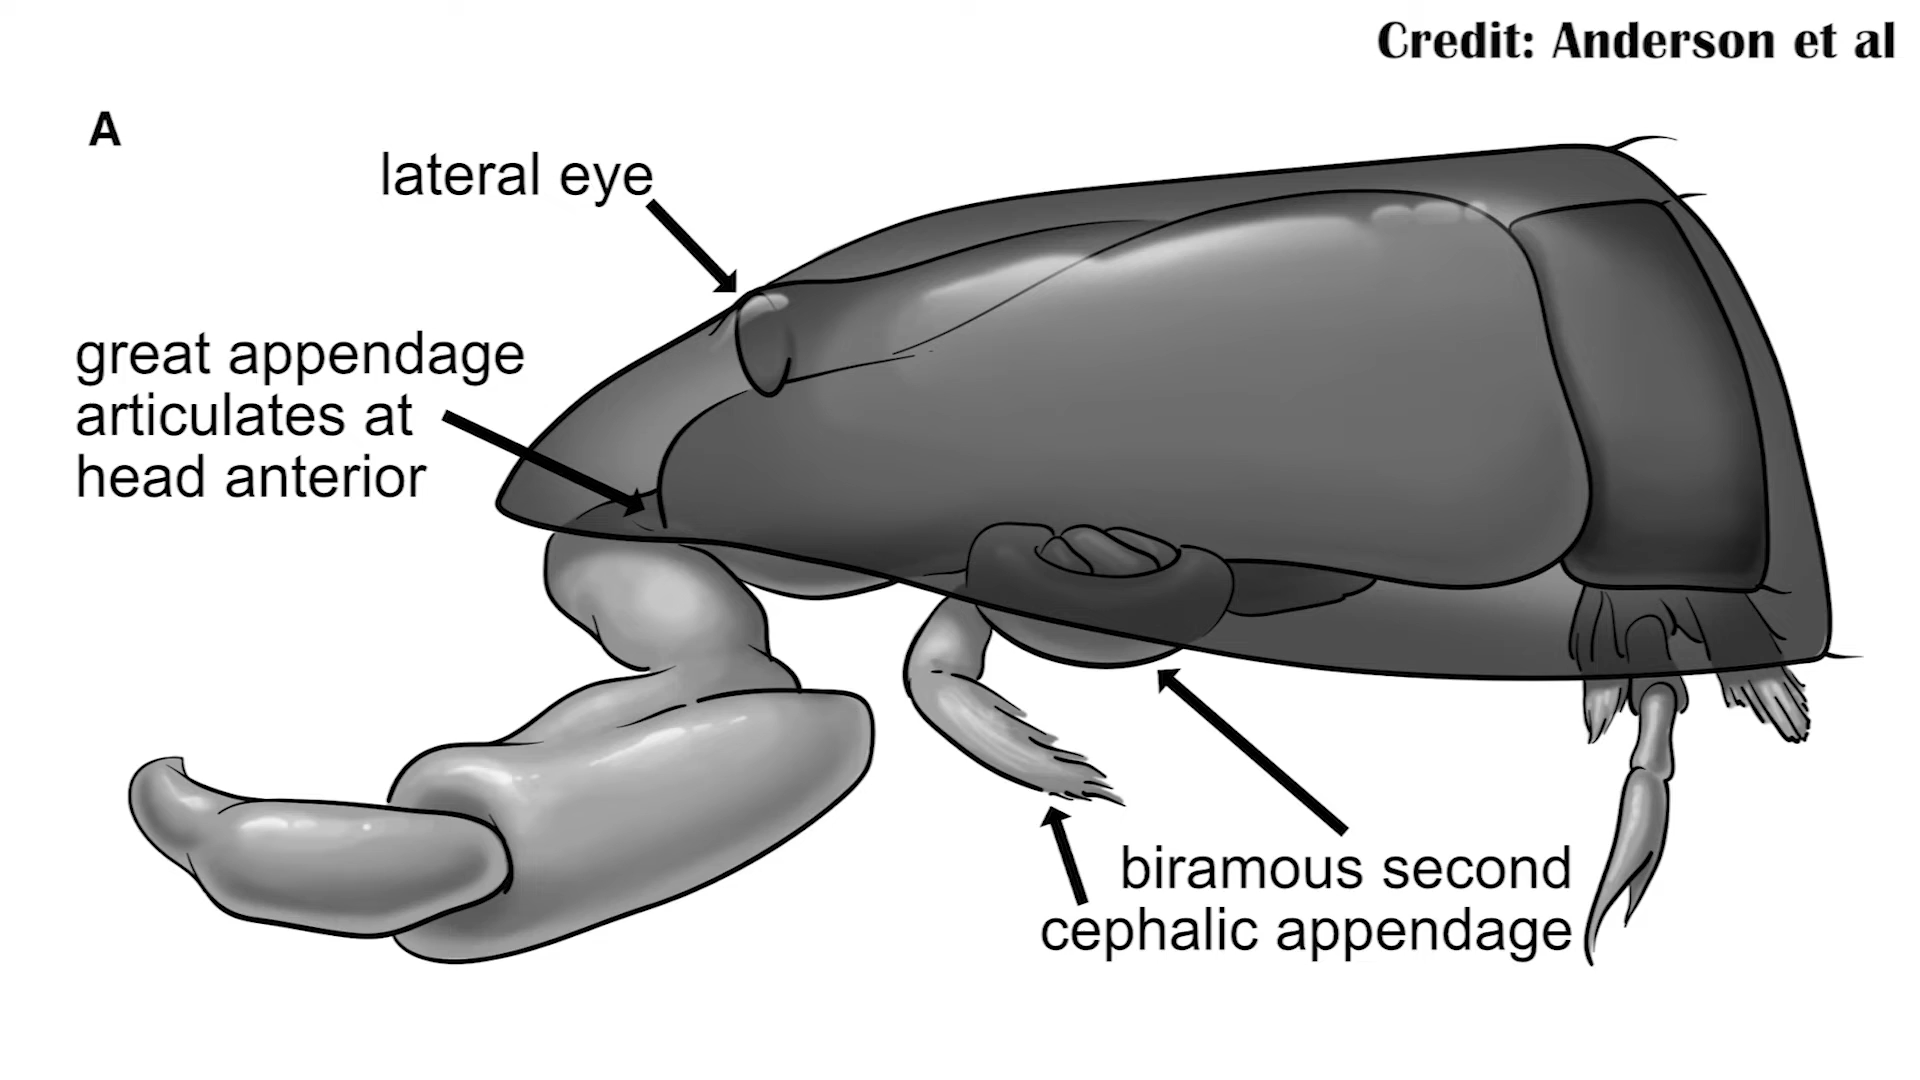 Credit: Anderson et al
A
lateral eye
great appendage
articulates at
head anterior
biramous second
cephalic appendage